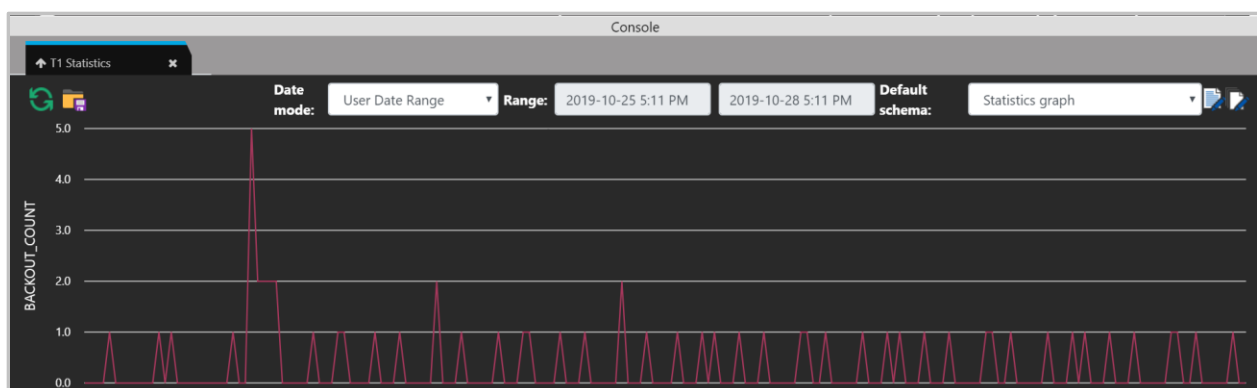 Console
T1 Statistics
Date mode:
User Date Range
Range:
2019-10-25 5:11 PM
2019-10-28 5:11 PM
Default schema:
Statistics graph
5.0
4.0
3.0
2.0
1.0
0.0
BACKOUT_COUNT